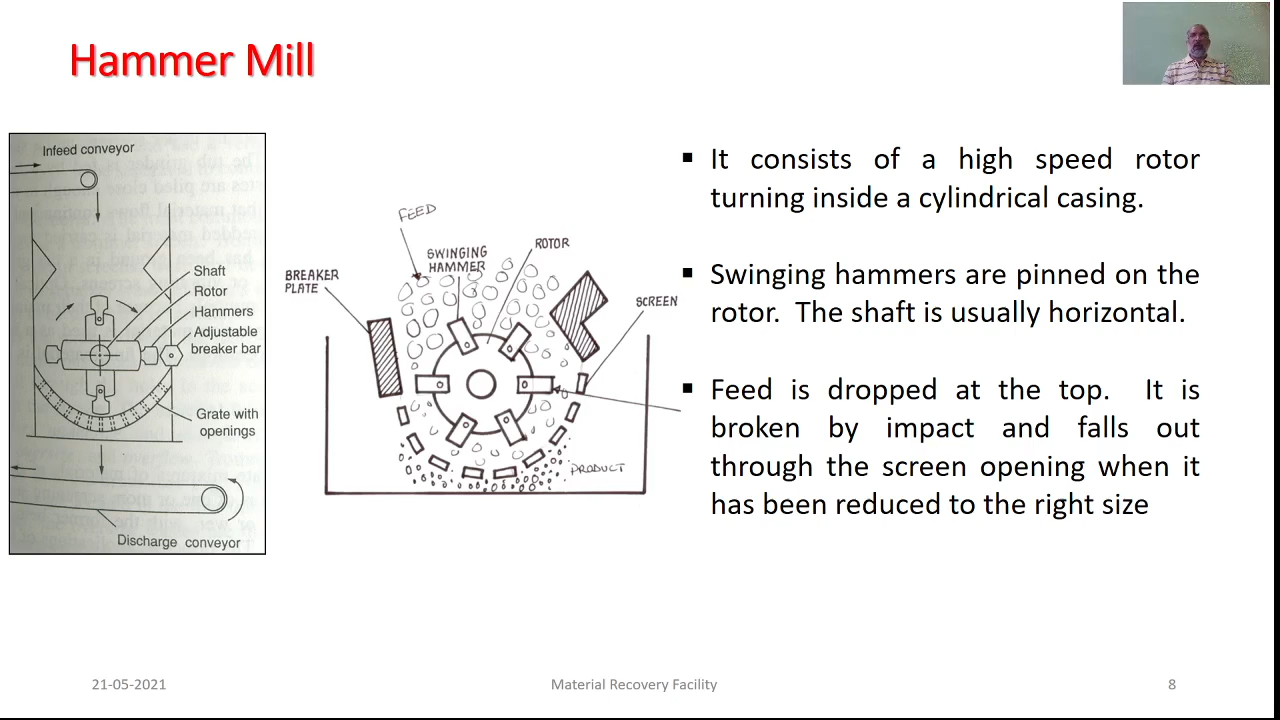 Hammer Mill
Infeed conveyor
Shaft
Rotor
Hammers
Adjustable
breaker bar
Grate with
openings
Discharge conveyor
FEED
SWINGING
HAMMER
ROTOR
BREAKER
PLATE
SCREEN
PRODUCT
▪ It consists of a high speed rotor
turning inside a cylindrical casing.
▪ Swinging hammers are pinned on the
rotor. The shaft is usually horizontal.
▪ Feed is dropped at the top. It is
broken by impact and falls out
through the screen opening when it
has been reduced to the right size
21-05-2021
Material Recovery Facility
8